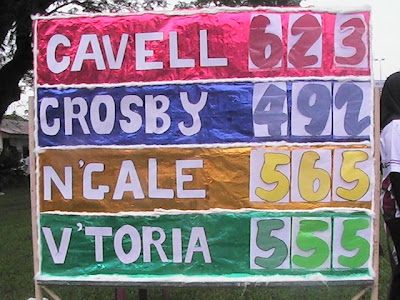 CAVELL 623
CROSBY 492
N'GALE 565
V'TORIA 555